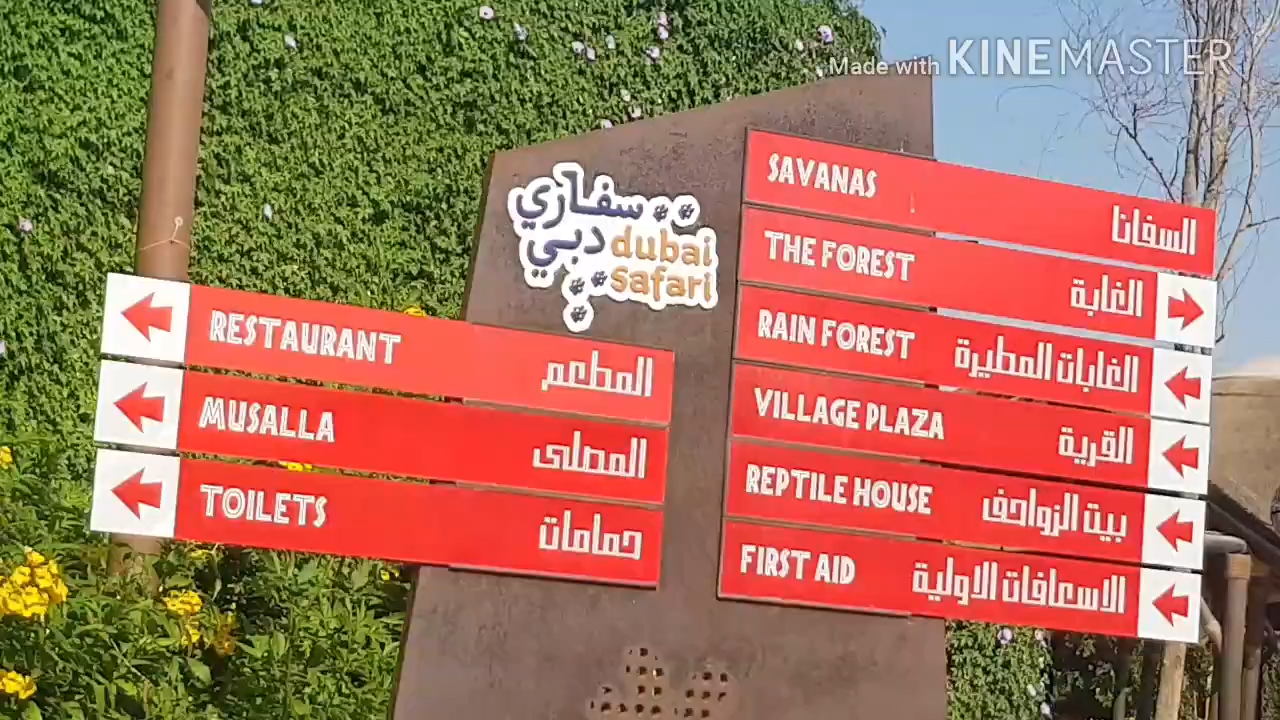 Made with KINEMASTER
سفاري
دبي dubai
safari
SAVANAS السفانا
THE FOREST الغابة
RAIN FOREST الغابات المطيرة
VILLAGE PLAZA القرية
REPTILE HOUSE بيت الزواحف
FIRST AID الاسعافات الاولية
RESTAURANT المطعم
MUSALLA المصلى
TOILETS حمامات